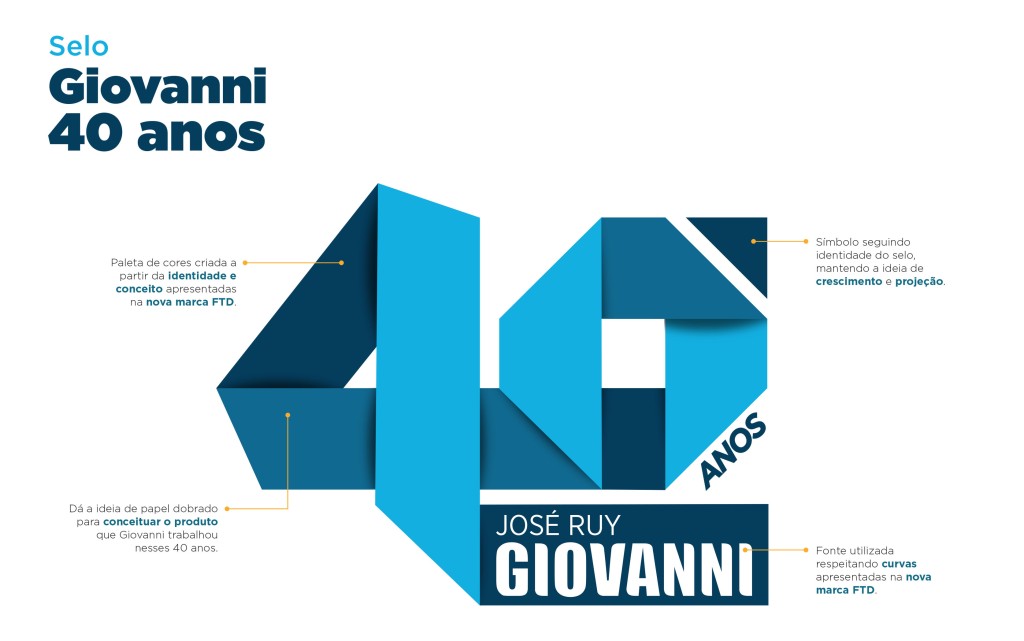 Selo
Giovanni
40 anos
Paleta de cores criada a
partir da identidade e
conceito apresentadas
na nova marca FTD.
Símbolo seguindo
identidade do selo,
mantendo a ideia de
crescimento e projeção.
40
ANOS
Dá a ideia de papel dobrado
para conceituar o produto
que Giovanni trabalhou
nesses 40 anos.
JOSÉ RUY
GIOVANNI
Fonte utilizada
respeitando curvas
apresentadas na nova
marca FTD.